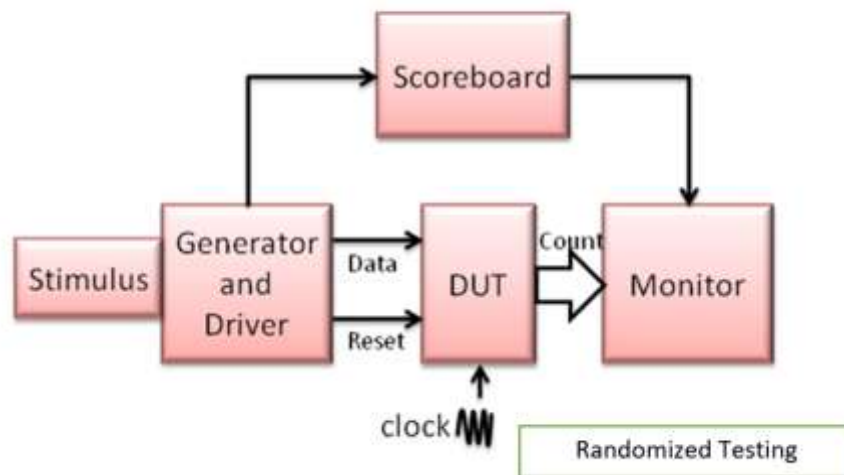 Scoreboard
Stimulus
Generator
and
Driver
Data
Reset
DUT
Count
Monitor
clock
Randomized Testing